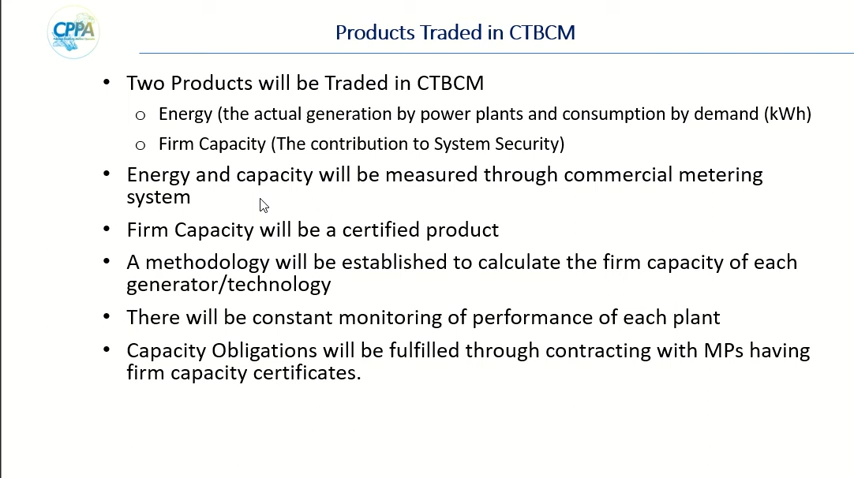 CPPA
Products Traded in CTBCM
• Two Products will be Traded in CTBCM
o Energy (the actual generation by power plants and consumption by demand (kWh)
o Firm Capacity (The contribution to System Security)
• Energy and capacity will be measured through commercial metering
system
• Firm Capacity will be a certified product
• A methodology will be established to calculate the firm capacity of each
generator/technology
• There will be constant monitoring of performance of each plant
• Capacity Obligations will be fulfilled through contracting with MPs having
firm capacity certificates.